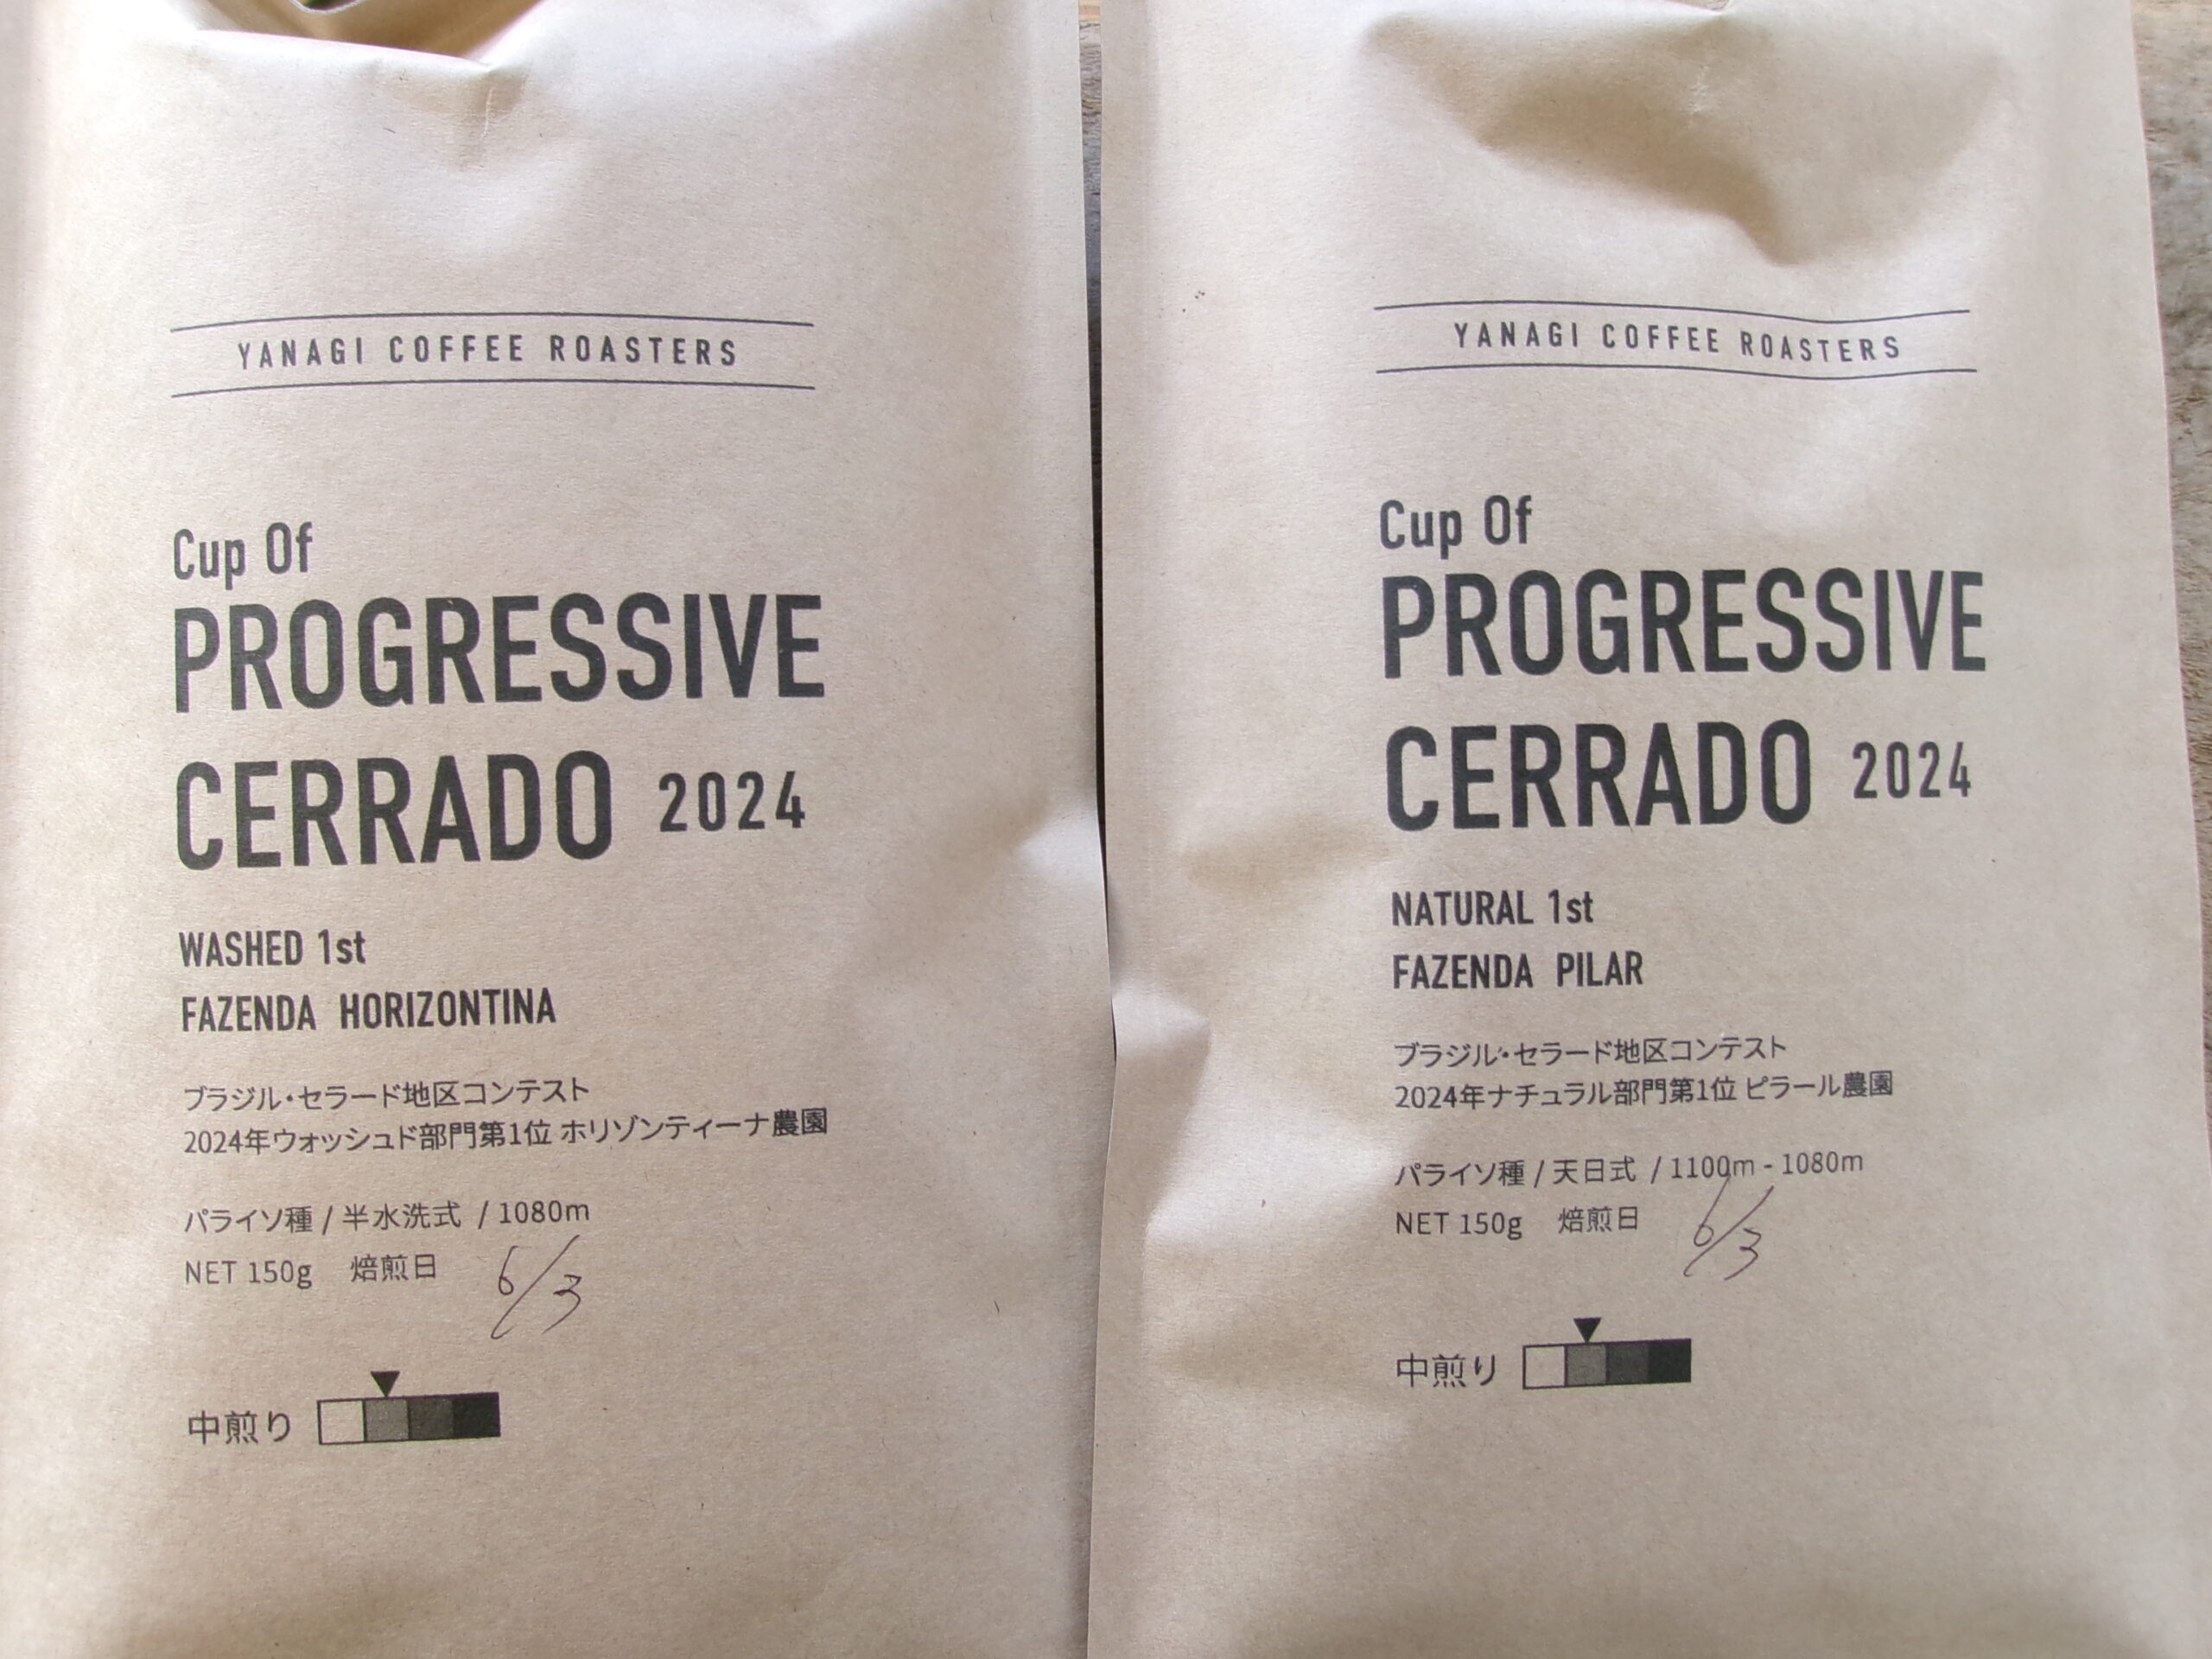 YANAGI COFFEE ROASTERS
Cup Of
PROGRESSIVE
CERRADO 2024
WASHED 1st
FAZENDA HORIZONTINA
ブラジル・セラード地区コンテスト
2024年ウォッシュド部門第1位 ホリゾンティーナ農園
パライソ種 / 半水洗式 / 1080m
NET 150g 焙煎日 6/3
中煎り
YANAGI COFFEE ROASTERS
Cup Of
PROGRESSIVE
CERRADO 2024
NATURAL 1st
FAZENDA PILAR
ブラジル・セラード地区コンテスト
2024年ナチュラル部門第1位 ピラール農園
パライソ種 / 天日式 / 1100m - 1080m
NET 150g 焙煎日 6/3
中煎り